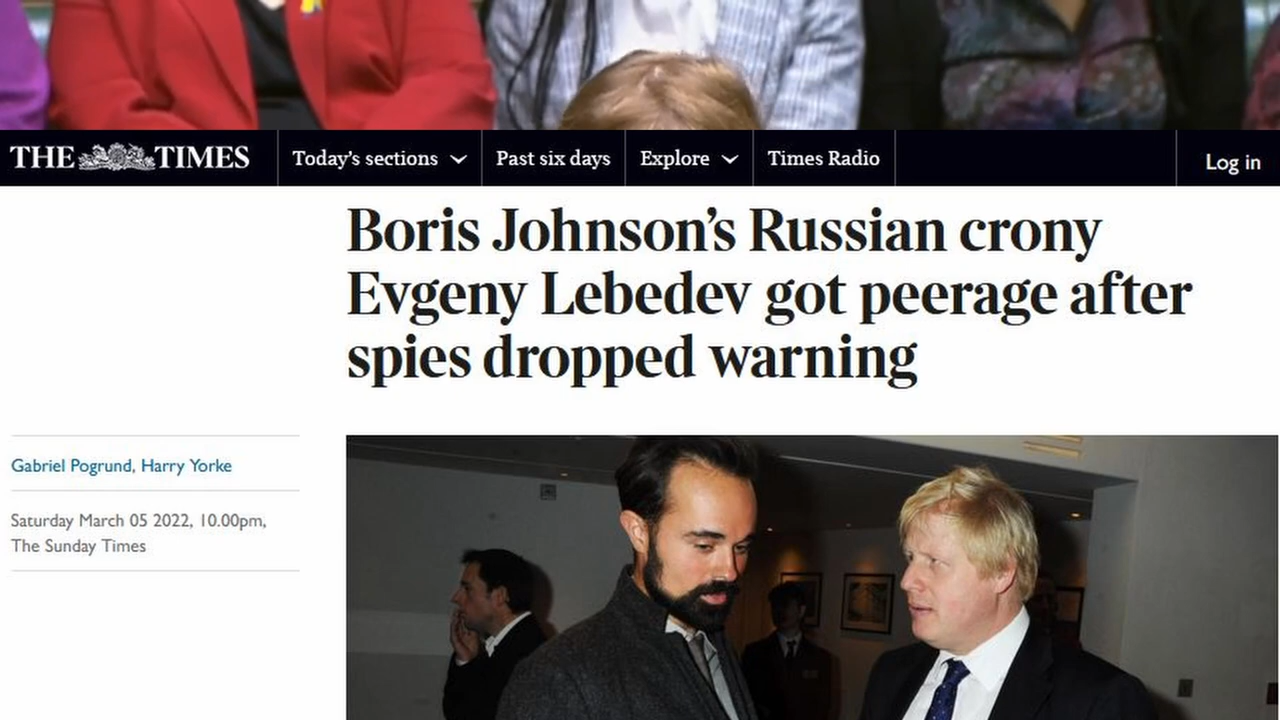 THE TIMES
Today's sections
Past six days
Explore
Times Radio
Log in
Boris Johnson’s Russian crony
Evgeny Lebedev got peerage after
spies dropped warning
Gabriel Pogrund, Harry Yorke
Saturday March 05 2022, 10.00pm,
The Sunday Times